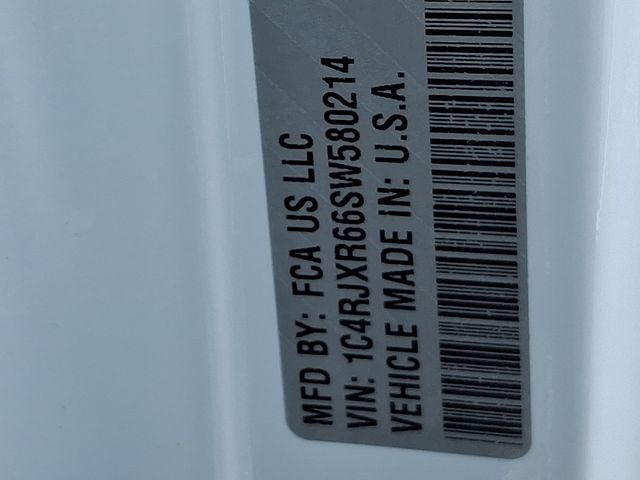 MFD BY: FCA US LLC
VIN: 1C4RJXR66SW580214
VEHICLE MADE IN: U.S.A.